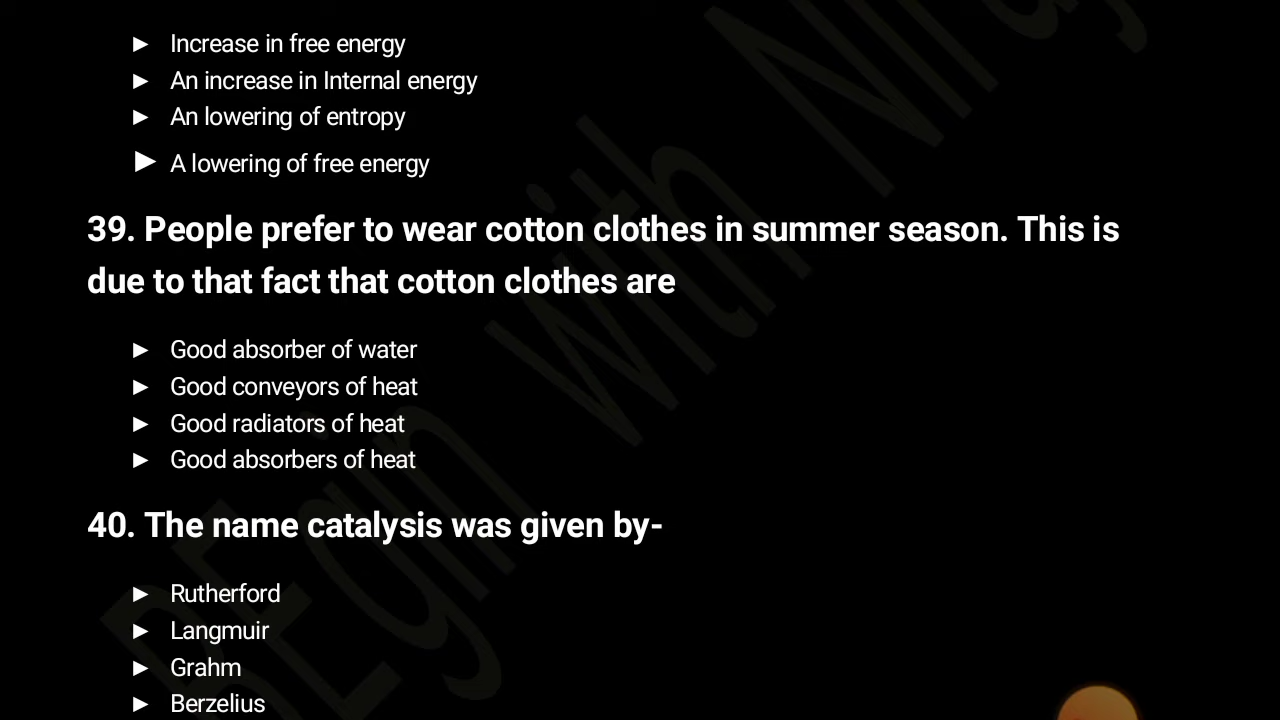 ► Increase in free energy
► An increase in Internal energy
► An lowering of entropy
► A lowering of free energy
39. People prefer to wear cotton clothes in summer season. This is
due to that fact that cotton clothes are
► Good absorber of water
► Good conveyors of heat
► Good radiators of heat
► Good absorbers of heat
40. The name catalysis was given by-
► Rutherford
► Langmuir
► Grahm
► Berzelius
BEgin With